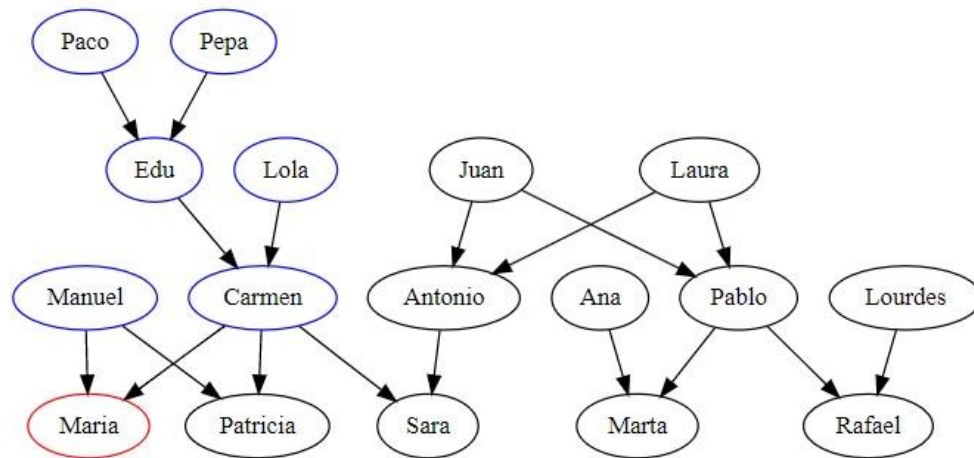 Paco
Pepa
Edu
Lola
Juan
Laura
Manuel
Carmen
Antonio
Ana
Pablo
Lourdes
Maria
Patricia
Sara
Marta
Rafael